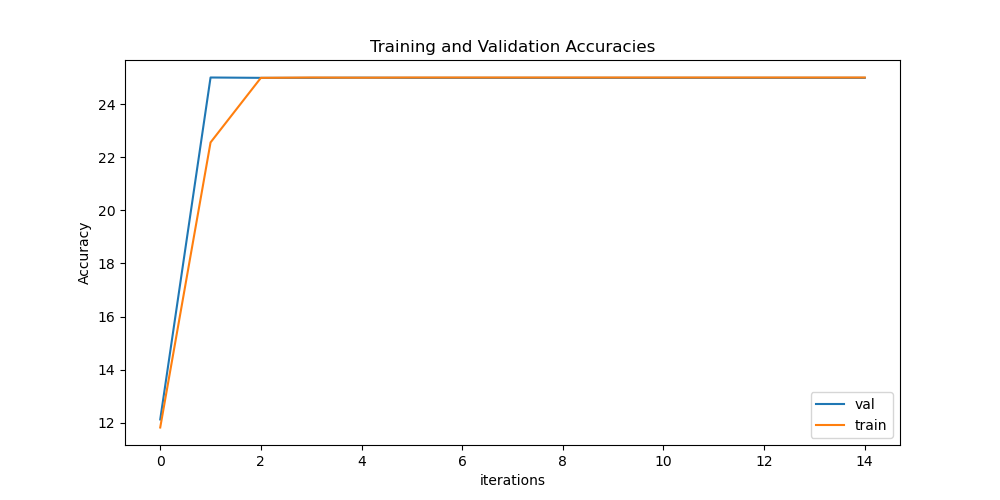 Training and Validation Accuracies
Accuracy
24
22
20
18
16
14
12
0 2 4 6 8 10 12 14
iterations
val
train